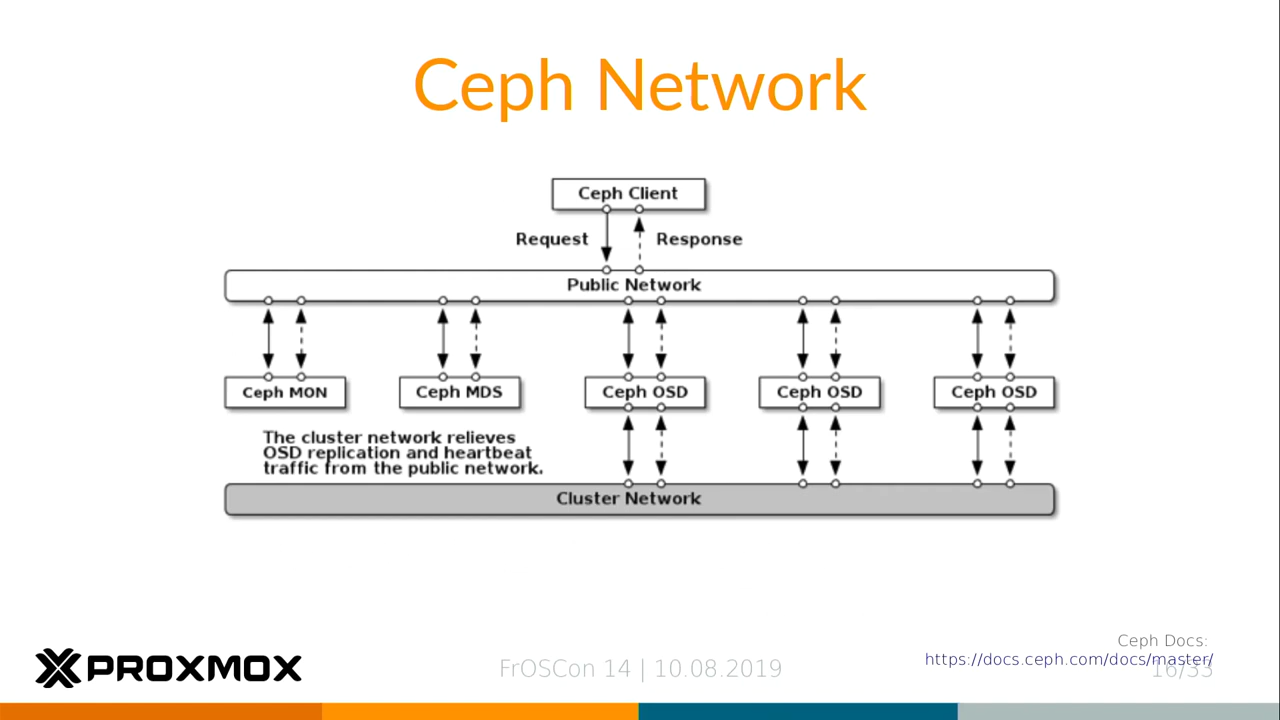 Ceph Network
Ceph Client
Request
Response
Public Network
Ceph MON
Ceph MDS
Ceph OSD
Ceph OSD
Ceph OSD
The cluster network relieves
OSD replication and heartbeat
traffic from the public network.
Cluster Network
PROXMOX
FrOSCon 14 | 10.08.2019
Ceph Docs:
https://docs.ceph.com/docs/master/
16/53